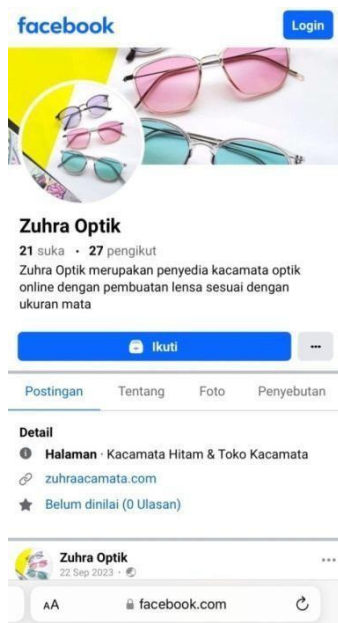 facebook
Login
Zuhra Optik
21 suka · 27 pengikut
Zuhra Optik merupakan penyedia kacamata optik
online dengan pembuatan lensa sesuai dengan
ukuran mata
Ikuti
Postingan Tentang Foto Penyebutan
Detail
Halaman · Kacamata Hitam & Toko Kacamata
zuhraacamata.com
Belum dinilai (0 Ulasan)
Zuhra Optik
22 Sep 2023 ·
AA facebook.com